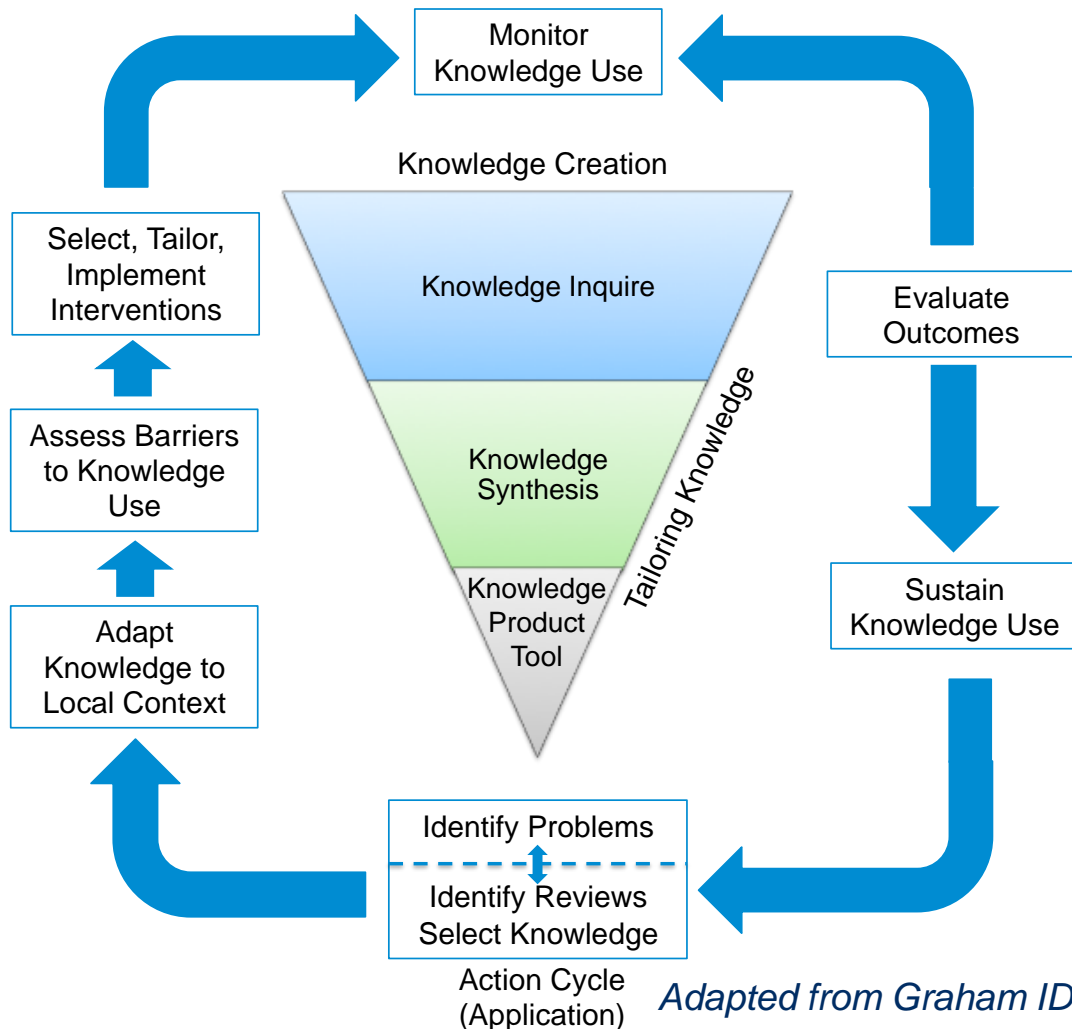 Monitor
Knowledge Use
Knowledge Creation
Select, Tailor,
Implement
Interventions
Knowledge Inquire
Evaluate
Outcomes
Tailoring Knowledge
Assess Barriers
to Knowledge
Use
Knowledge
Synthesis
Adapt
Knowledge to
Local Context
Knowledge
Product
Tool
Sustain
Knowledge Use
Identify Problems
Identify Reviews
Select Knowledge
Action Cycle
(Application)
Adapted from Graham ID